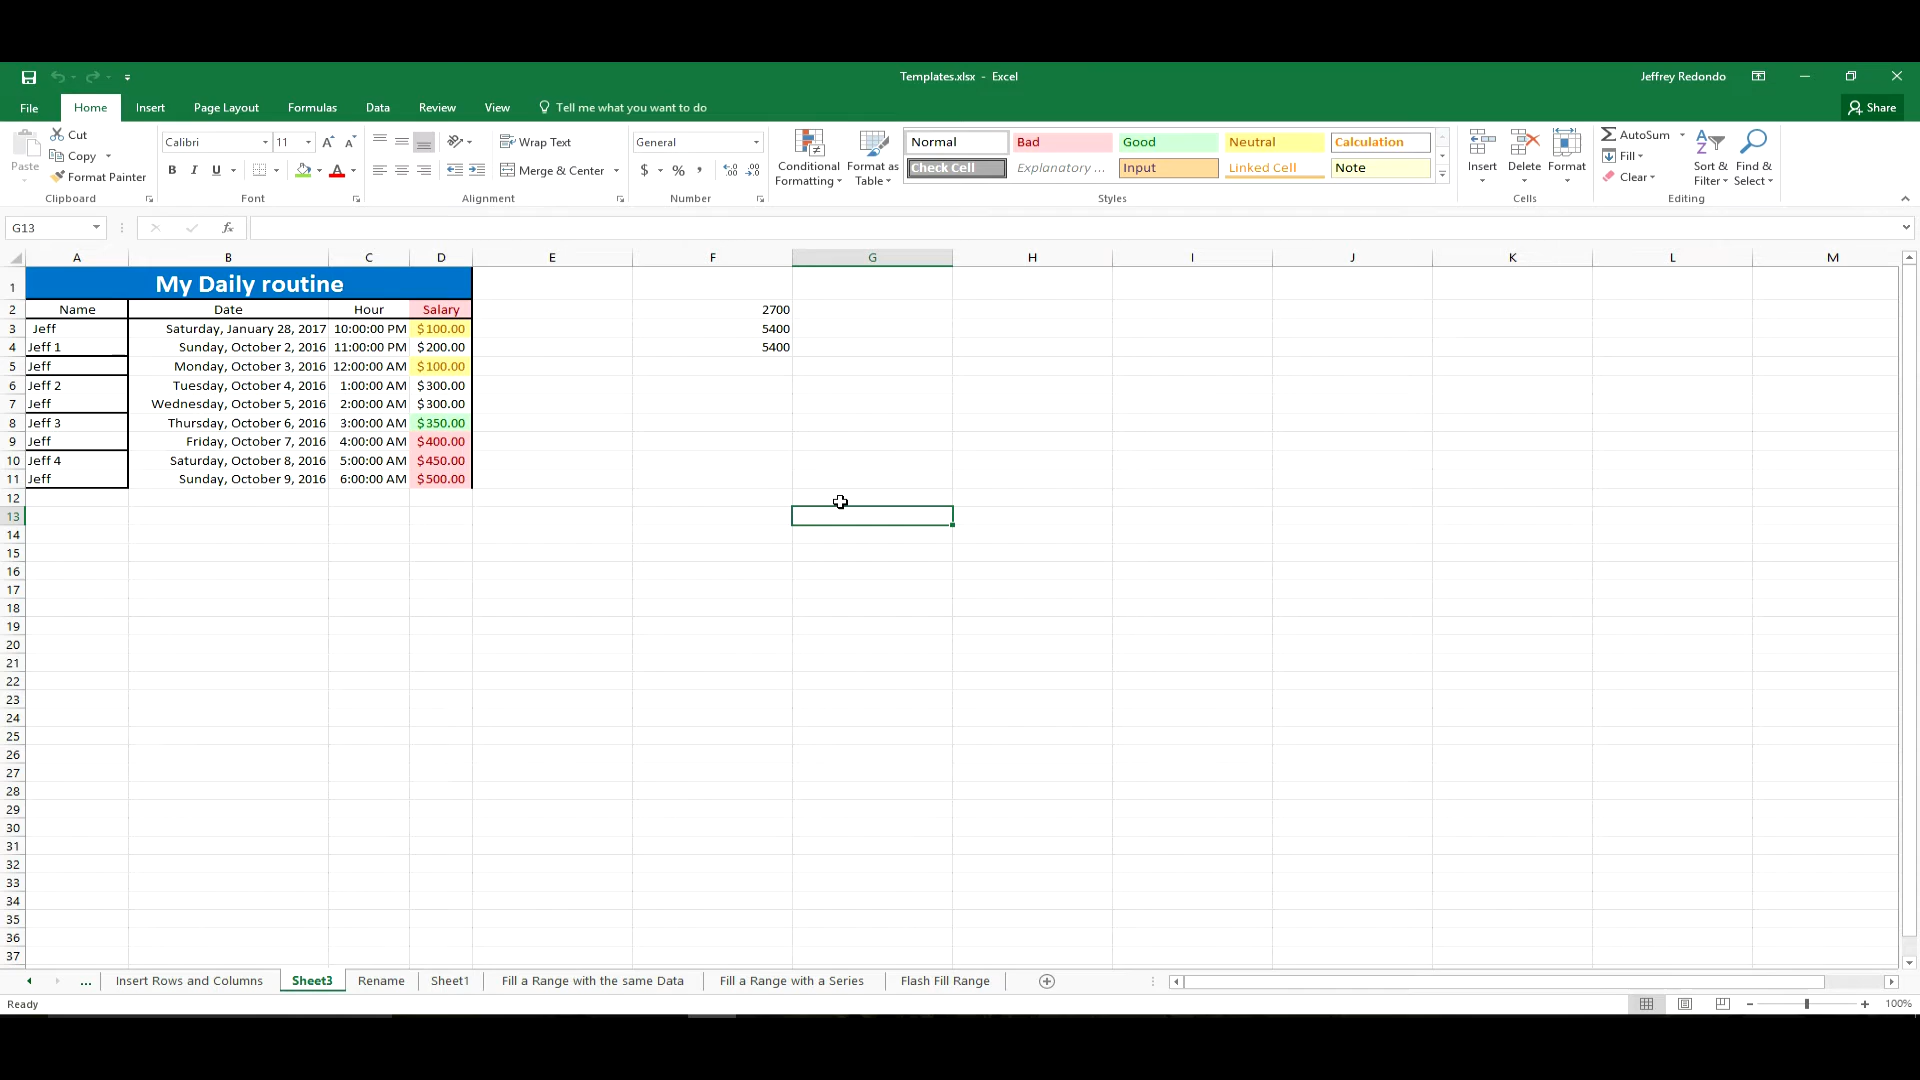 Templates.xlsx - Excel
Jeffrey Redondo
File Home Insert Page Layout Formulas Data Review View Tell me what you want to do Share
Paste Cut Copy Format Painter Clipboard
Calibri 11 A A B I U A Font
Wrap Text Merge & Center Alignment
General $ % , Number
Conditional Formatting Format as Table
Normal Bad Good Neutral Calculation
Check Cell Explanatory ... Input Linked Cell Note
Styles
Insert Delete Format Cells
AutoSum Fill Clear Sort & Filter Find & Select Editing
G13 fx
A B C D E F G H I J K L M
1 My Daily routine
2 Name Date Hour Salary 2700
3 Jeff Saturday, January 28, 2017 10:00:00 PM $100.00 5400
4 Jeff 1 Sunday, October 2, 2016 11:00:00 PM $200.00 5400
5 Jeff Monday, October 3, 2016 12:00:00 AM $100.00
6 Jeff 2 Tuesday, October 4, 2016 1:00:00 AM $300.00
7 Jeff Wednesday, October 5, 2016 2:00:00 AM $300.00
8 Jeff 3 Thursday, October 6, 2016 3:00:00 AM $350.00
9 Jeff Friday, October 7, 2016 4:00:00 AM $400.00
10 Jeff 4 Saturday, October 8, 2016 5:00:00 AM $450.00
11 Jeff Sunday, October 9, 2016 6:00:00 AM $500.00
12
13
14
15
16
17
18
19
20
21
22
23
24
25
26
27
28
29
30
31
32
33
34
35
36
37
... Insert Rows and Columns Sheet3 Rename Sheet1 Fill a Range with the same Data Fill a Range with a Series Flash Fill Range
Ready 100%